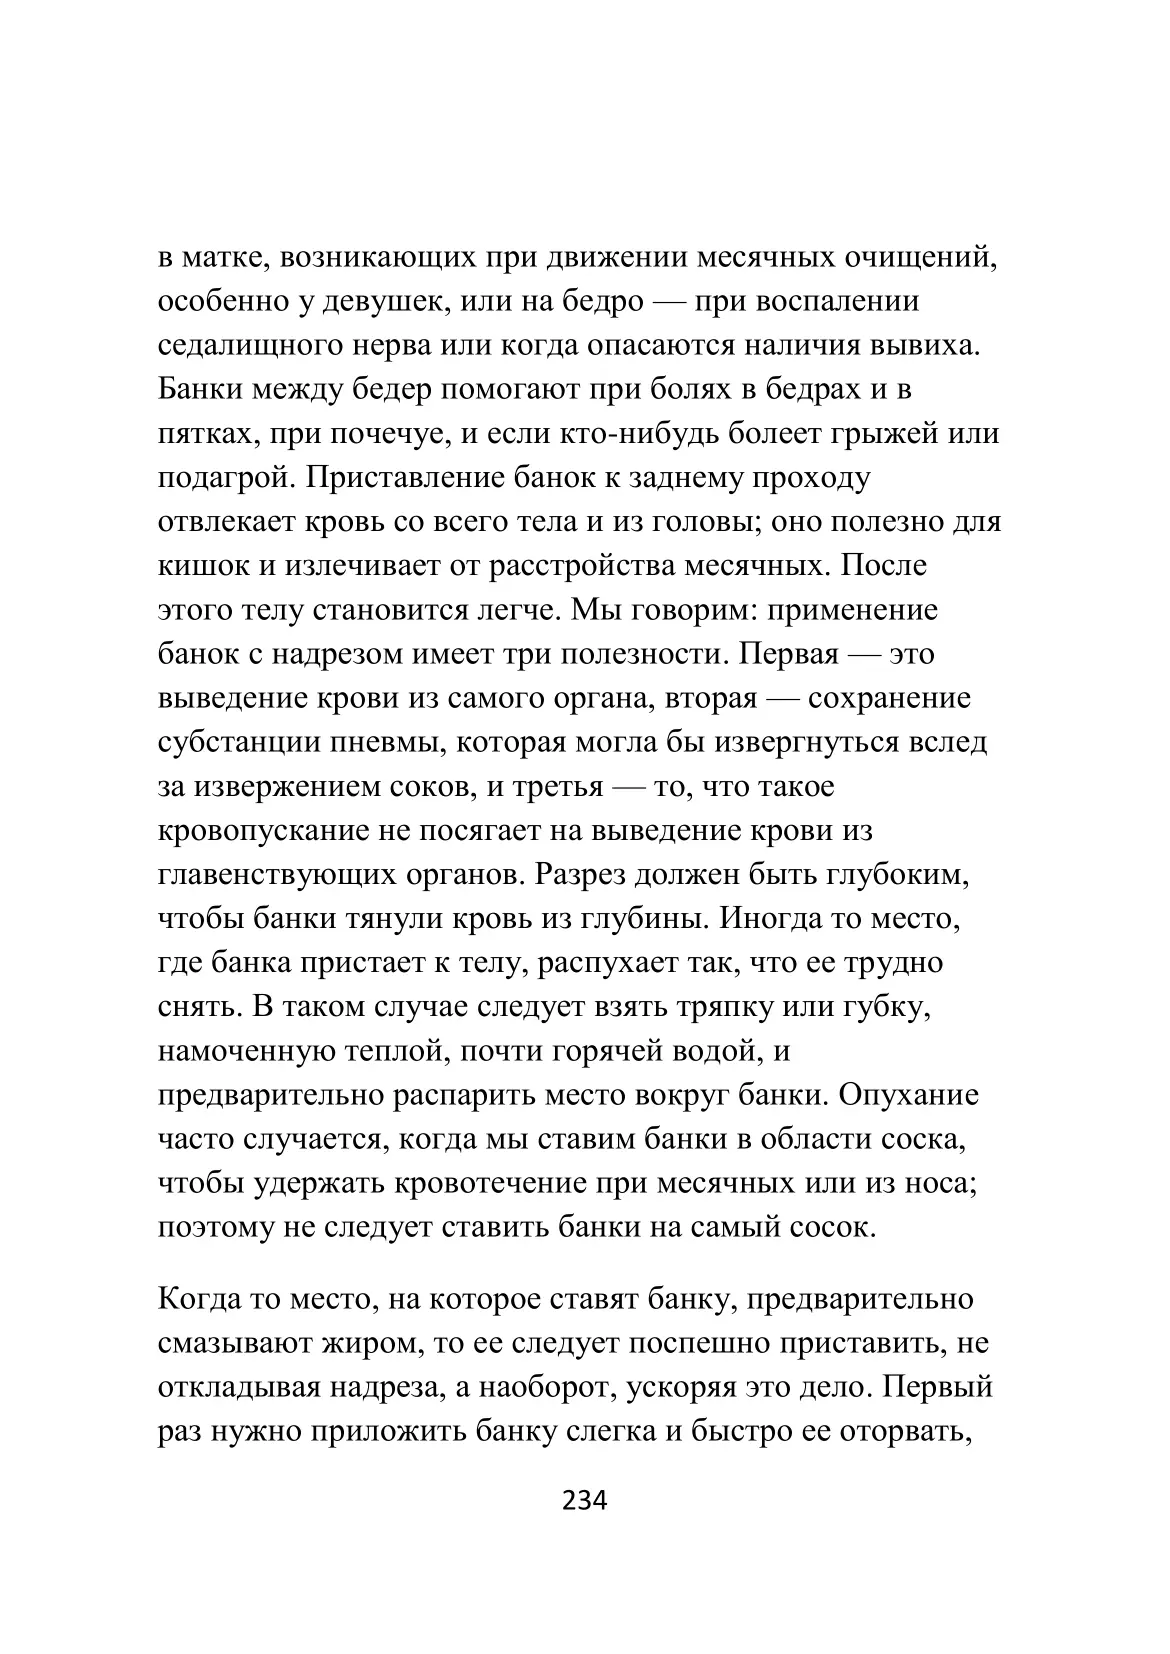 в матке, возникающих при движении месячных очищений,
особенно у девушек, или на бедро — при воспалении
седалищного нерва или когда опасаются наличия вывиха.
Банки между бедер помогают при болях в бедрах и в
пятках, при почечуе, и если кто-нибудь болеет грыжей или
подагрой. Приставление банок к заднему проходу
отвлекает кровь со всего тела и из головы; оно полезно для
кишок и излечивает от расстройства месячных. После
этого телу становится легче. Мы говорим: применение
банок с надрезом имеет три полезности. Первая — это
выведение крови из самого органа, вторая — сохранение
субстанции пневмы, которая могла бы извергнуться вслед
за извержением соков, и третья — то, что такое
кровопускание не посягает на выведение крови из
главенствующих органов. Разрез должен быть глубоким,
чтобы банки тянули кровь из глубины. Иногда то место,
где банка пристает к телу, распухает так, что ее трудно
снять. В таком случае следует взять тряпку или губку,
намоченную теплой, почти горячей водой, и
предварительно распарить место вокруг банки. Опухание
часто случается, когда мы ставим банки в области соска,
чтобы удержать кровотечение при месячных или из носа;
поэтому не следует ставить банки на самый сосок.
Когда то место, на которое ставят банку, предварительно
смазывают жиром, то ее следует поспешно приставить, не
откладывая надреза, а наоборот, ускоряя это дело. Первый
раз нужно приложить банку слегка и быстро ее оторвать,
234